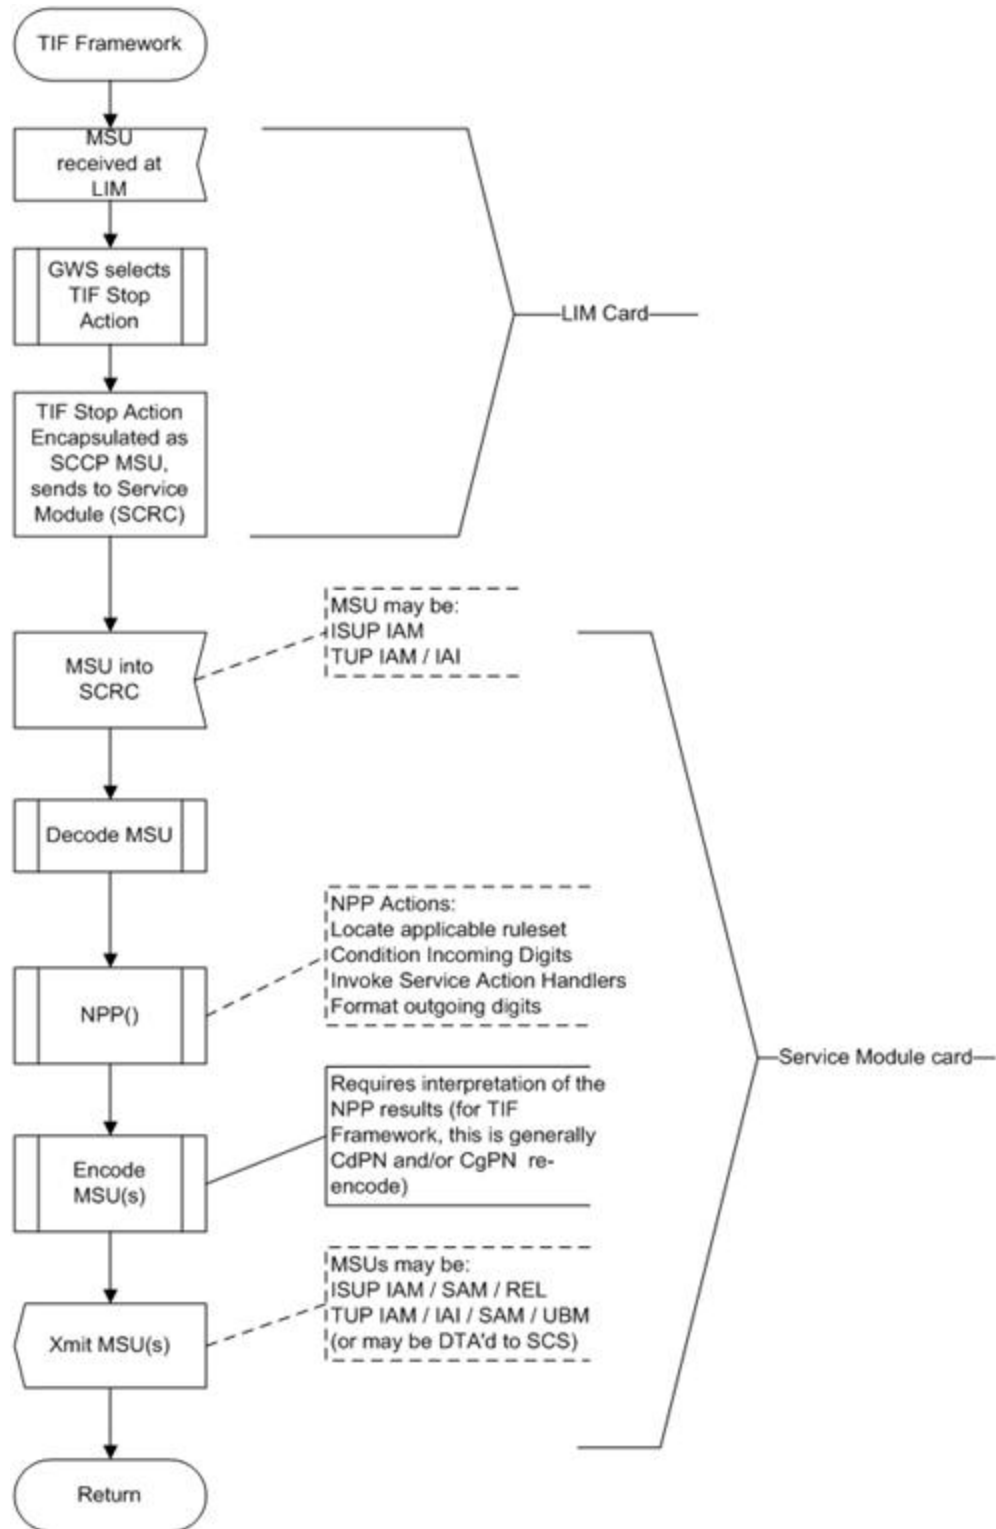 TIF Framework
MSU
received at
LIM
GWS selects
TIF Stop
Action
LIM Card
TIF Stop Action
Encapsulated as
SCCP MSU,
sends to Service
Module (SCRC)
MSU may be:
ISUP IAM
TUP IAM / IAI
MSU into
SCRC
Decode MSU
NPP Actions:
Locate applicable ruleset
Condition Incoming Digits
Invoke Service Action Handlers
Format outgoing digits
NPP()
Service Module card
Requires interpretation of the
NPP results (for TIF
Framework, this is generally
CdPN and/or CgPN re-
encode)
Encode
MSU(s)
MSUs may be:
ISUP IAM / SAM / REL
TUP IAM / IAI / SAM / UBM
(or may be DTA'd to SCS)
Xmit MSU(s)
Return